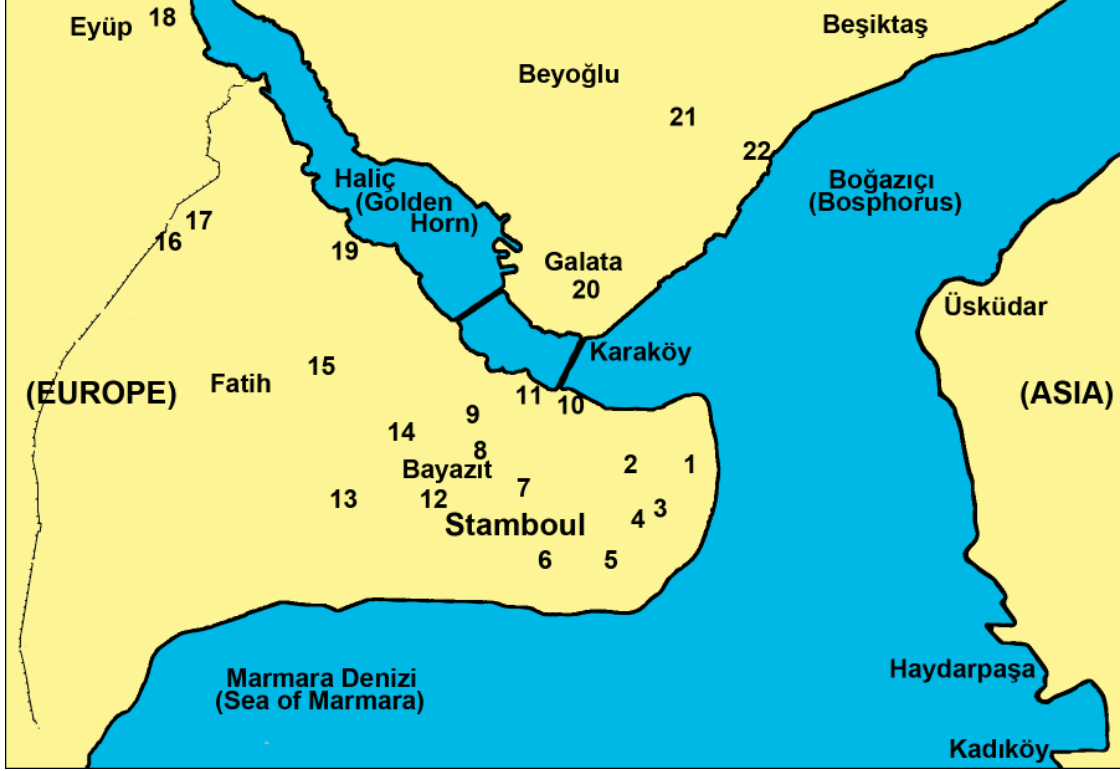 18
Eyüp
Beşiktaş
Beyoğlu
21
22
Haliç
(Golden
Horn)
Boğaziçi
(Bosphorus)
17
16
19
Galata
20
Üsküdar
Karaköy
15
Fatih
(EUROPE)
(ASIA)
11
10
9
14
8
Bayazıt
2
1
7
13
12
3
4
Stamboul
6
5
Marmara Denizi
(Sea of Marmara)
Haydarpaşa
Kadıköy